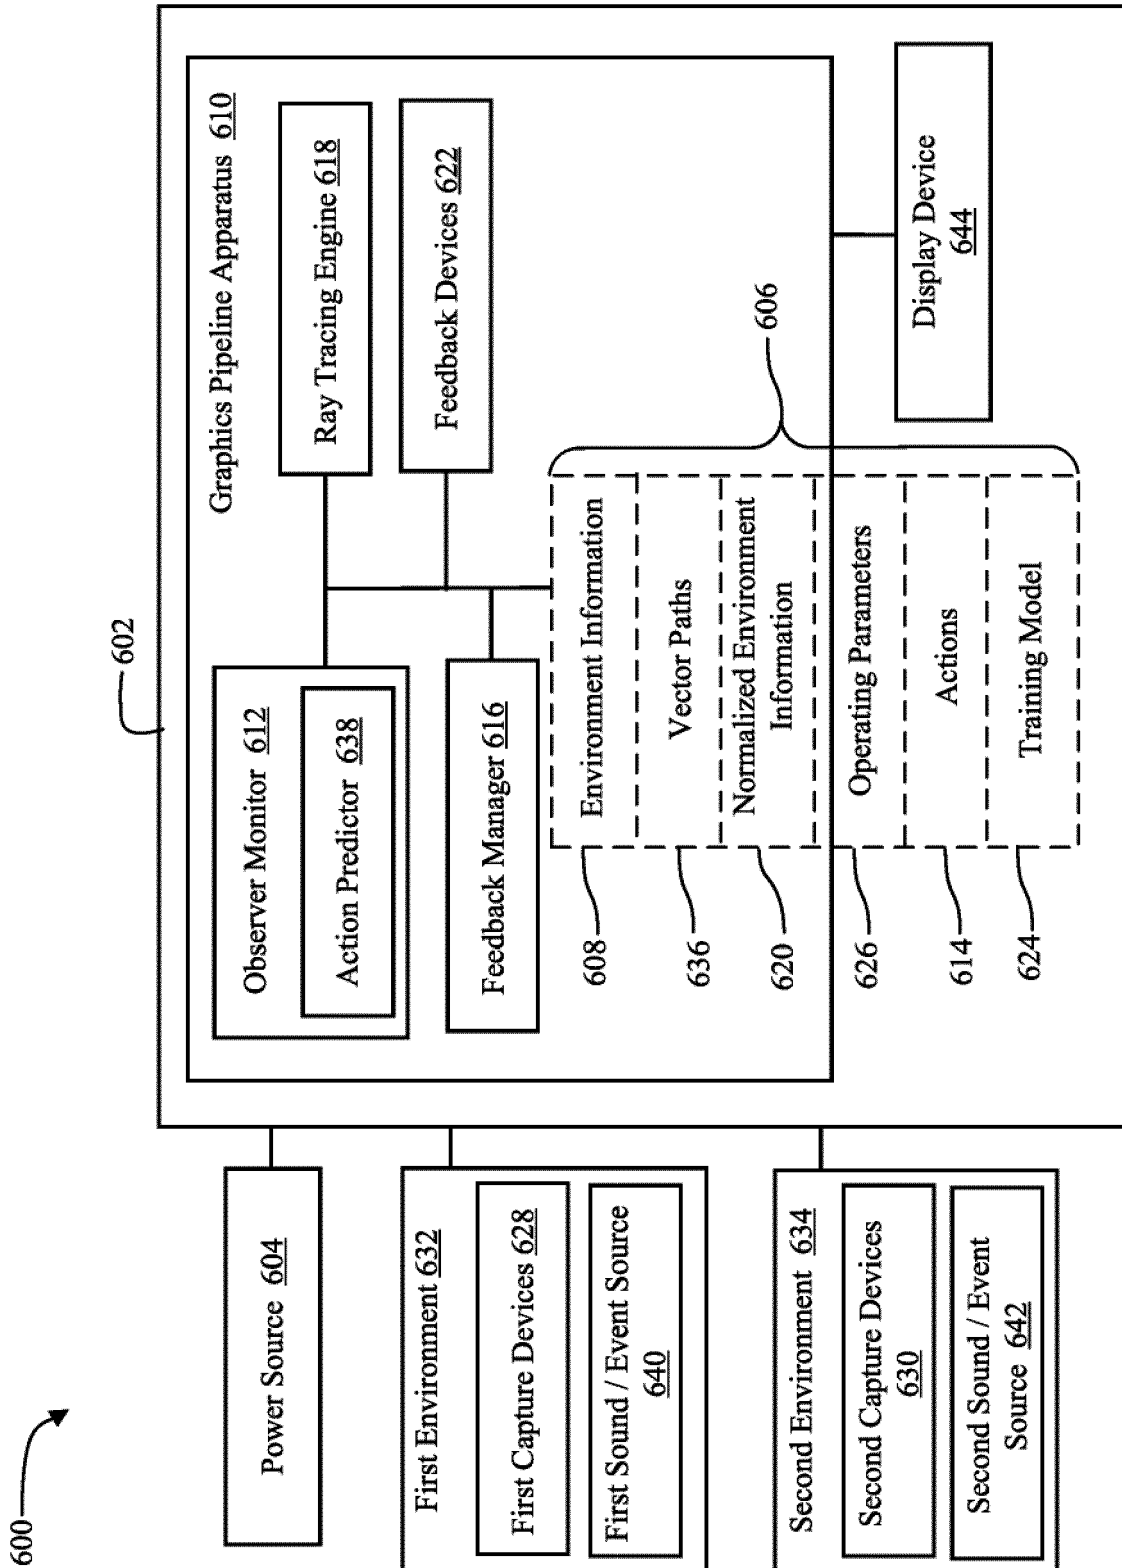 600
602
Power Source 604
First Environment 632
First Capture Devices 628
First Sound / Event Source
640
Second Environment 634
Second Capture Devices
630
Second Sound / Event
Source 642
Graphics Pipeline Apparatus 610
Observer Monitor 612
Action Predictor 638
Ray Tracing Engine 618
Feedback Manager 616
Feedback Devices 622
608
Environment Information
636
Vector Paths
620
Normalized Environment
Information
626
Operating Parameters
614
Actions
624
Training Model
606
Display Device
644